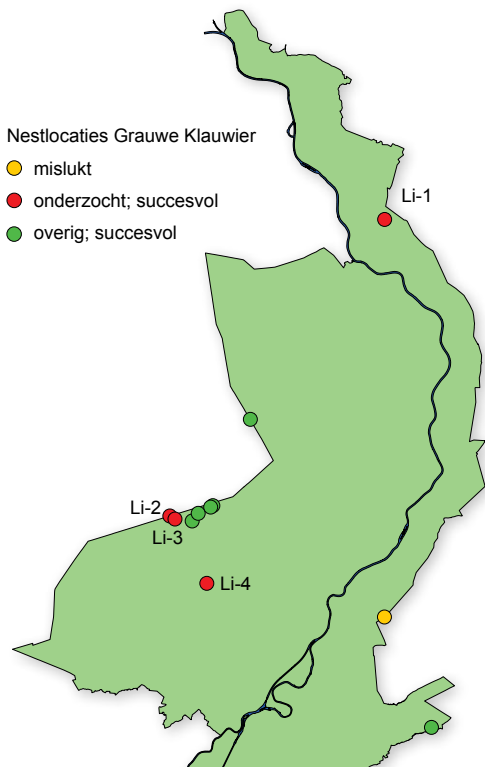 Nestlocaties Grauwe Klauwier
mislukt
onderzocht; succesvol
overig; succesvol
Li-1
Li-2
Li-3
Li-4